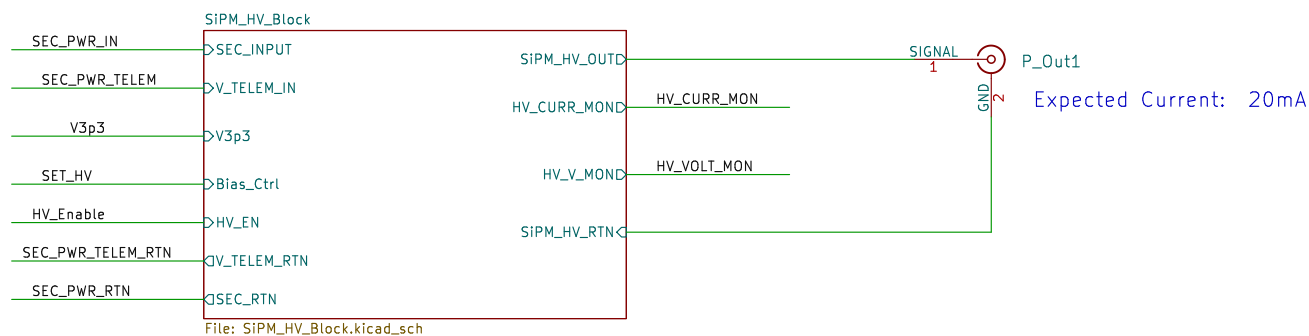 SiPM_HV_Block
SEC_PWR_IN
SEC_INPUT
SEC_PWR_TELEM
V_TELEM_IN
V3p3
V3p3
SET_HV
Bias_Ctrl
HV_Enable
HV_EN
SEC_PWR_TELEM_RTN
V_TELEM_RTN
SEC_PWR_RTN
SEC_RTN
SiPM_HV_OUT
HV_CURR_MON
HV_CURR_MON
HV_V_MON
HV_VOLT_MON
SiPM_HV_RTN
SIGNAL
1
P_Out1
GND
2
Expected Current: 20mA
File: SiPM_HV_Block.kicad_sch